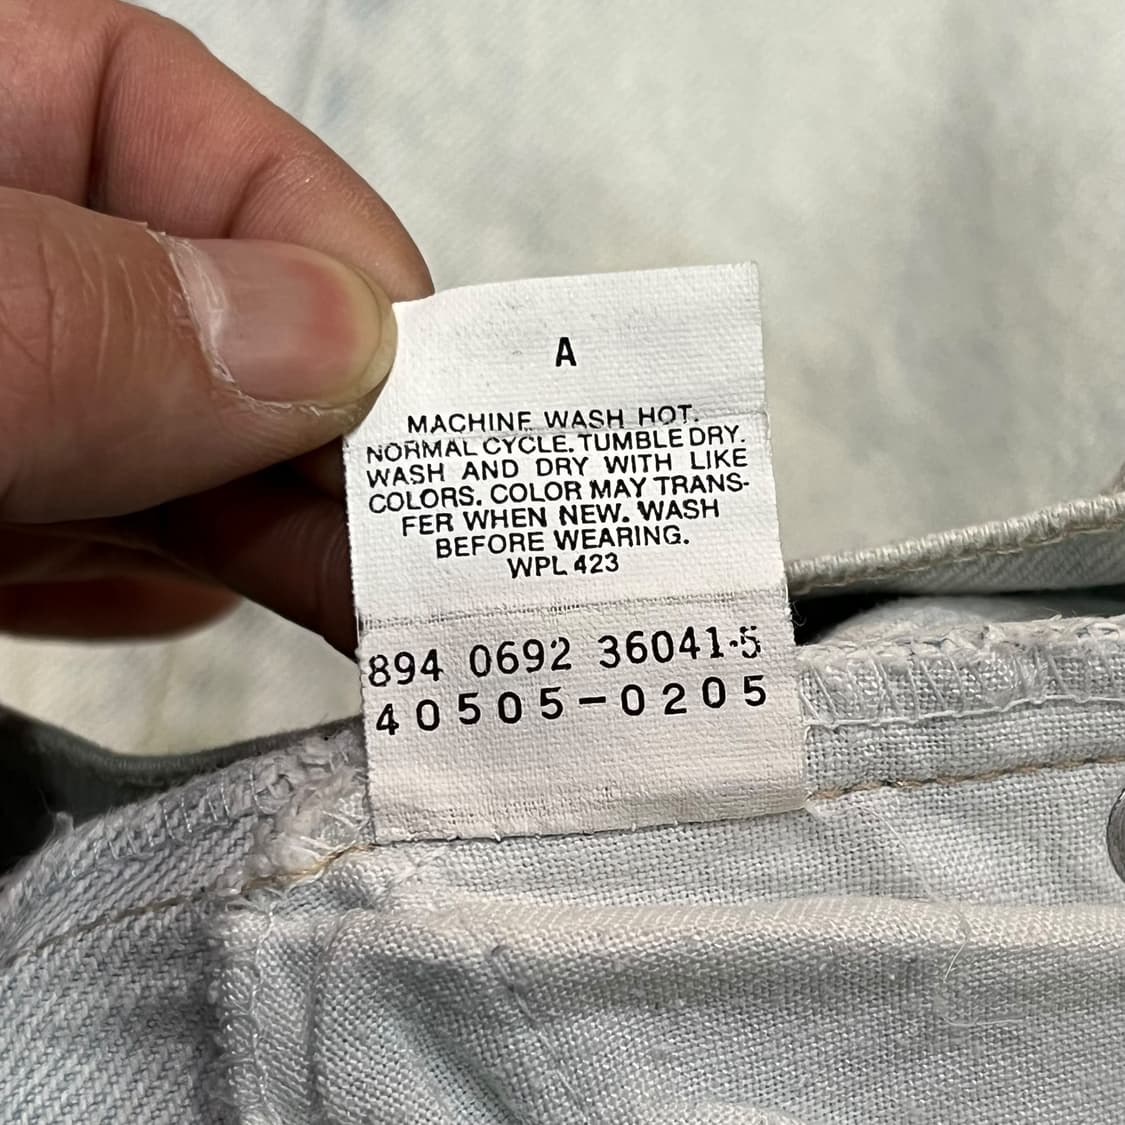 A
MACHINE WASH HOT.
NORMAL CYCLE. TUMBLE DRY.
WASH AND DRY WITH LIKE
COLORS. COLOR MAY TRANS-
FER WHEN NEW. WASH
BEFORE WEARING.
WPL 423
894 0692 36041-5
40505-0205